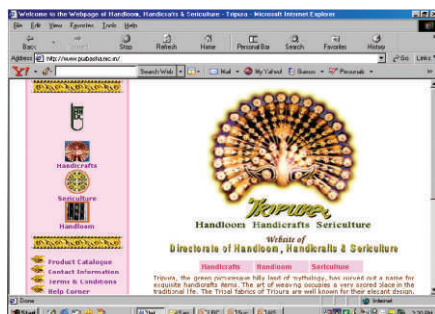 Welcome to the Webpage of Handloom, Handicrafts & Sericulture - Tripura - Microsoft Internet Explorer
File Edit View Favorites Tools Help
Back Stop Refresh Home Personal Bar Search Favorites History
Address Go Links
Y! Search Web Mail My Yahoo! Games Personals
Handicrafts
Sericulture
Handloom
Product Catalogue
Contact Information
Terms & Conditions
Help Corner
Tripura
Handloom Handicrafts Sericulture
Website of
Directorate of Handloom, Handicrafts & Sericulture
Handicrafts Handloom Sericulture
Tripura, the green picturesque hilly land of mythology, has carved out a name for
exquisite handicrafts items. The art of weaving occupies a very sacred place in the
traditional life. The Tribal fabrics of Tripura are well known for their elegant design,
Done Internet
Start